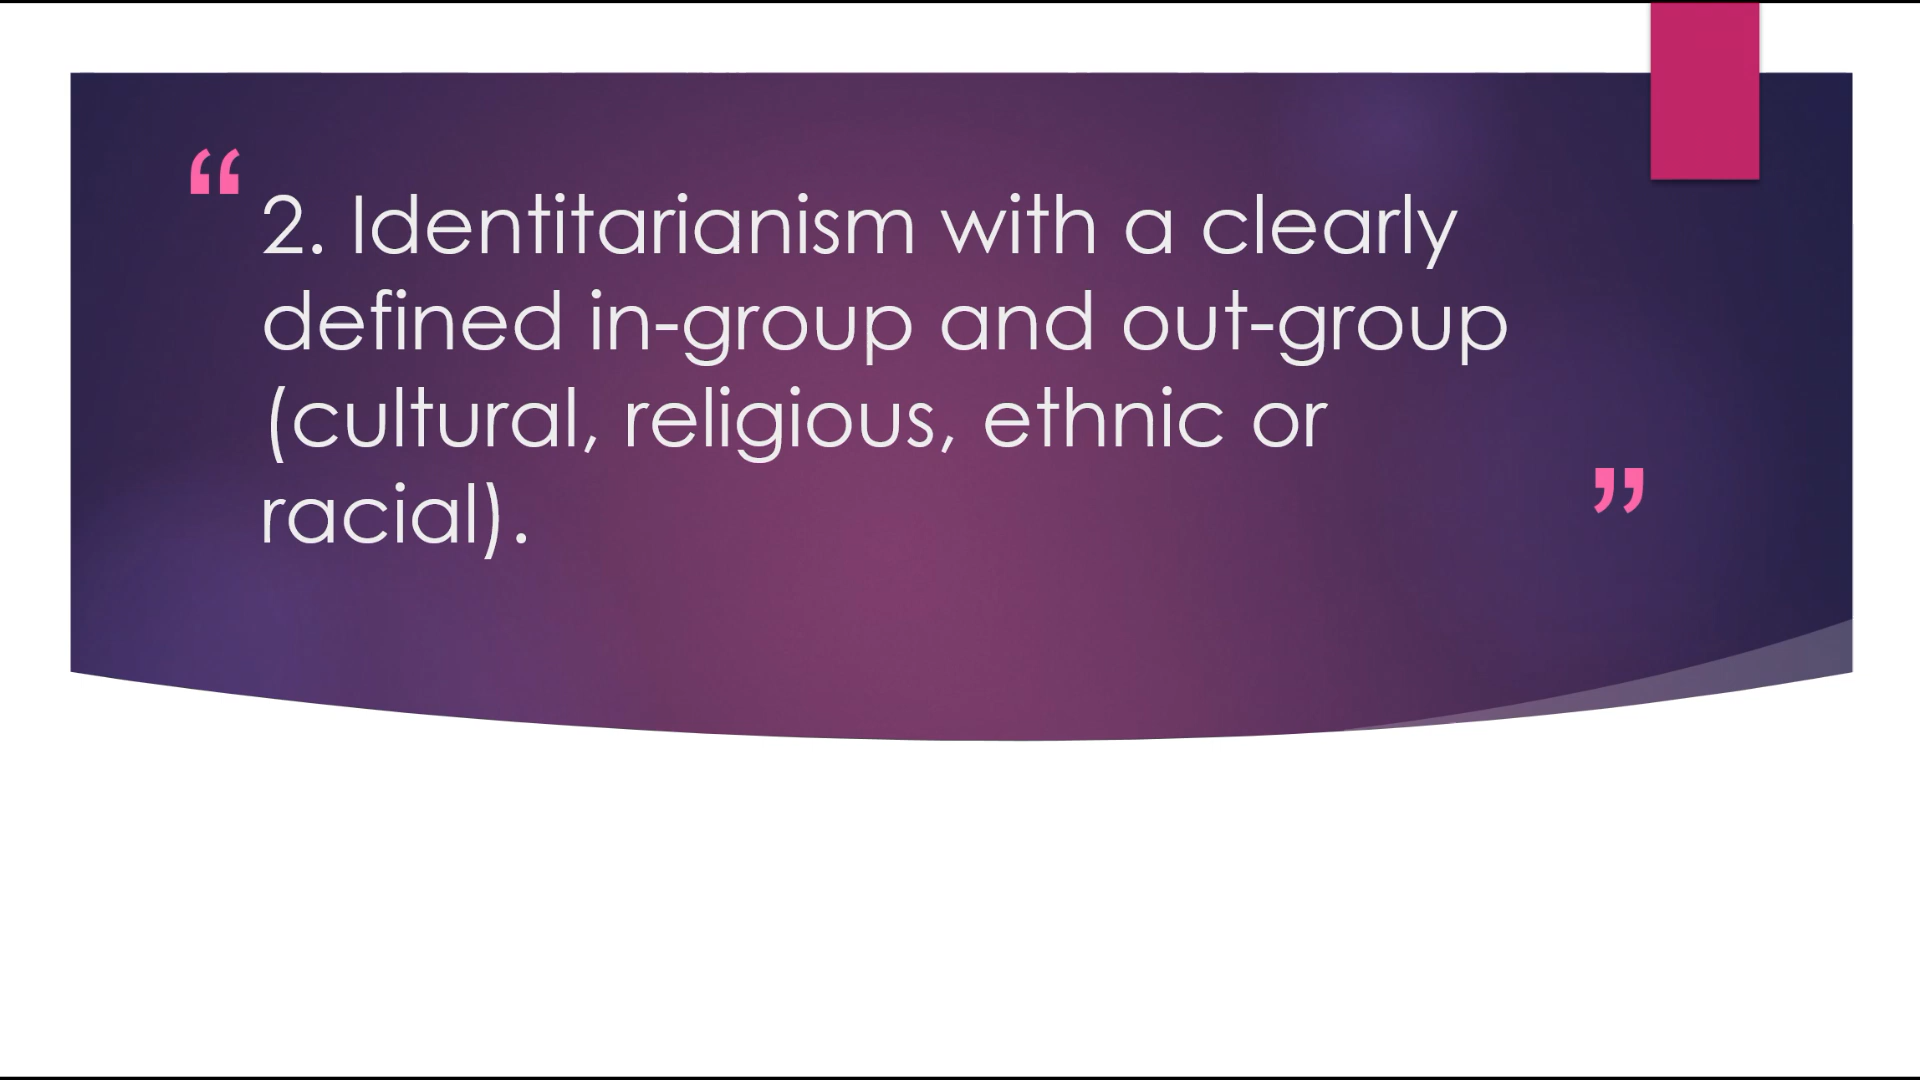 “ 2. Identitarianism with a clearly
defined in-group and out-group
(cultural, religious, ethnic or
racial). ”